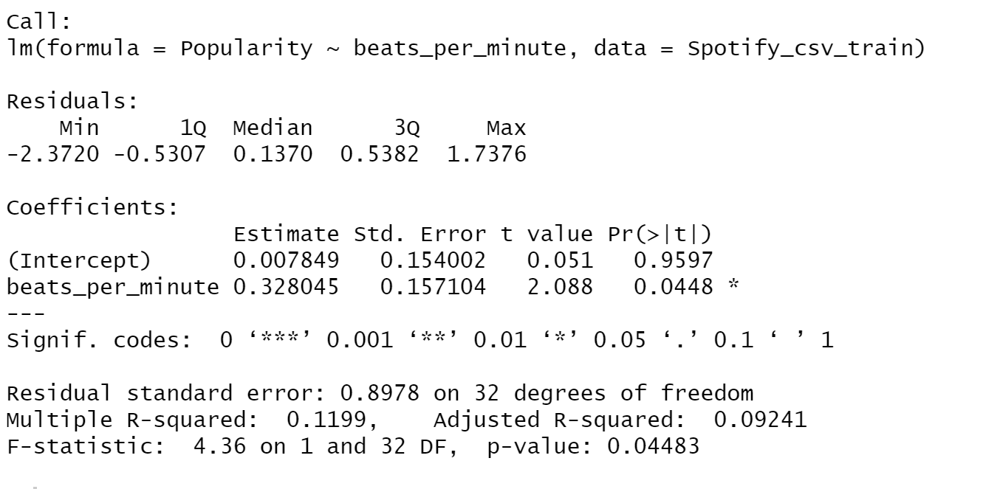 Call:
lm(formula = Popularity ~ beats_per_minute, data = Spotify_csv_train)
Residuals:
Min 1Q Median 3Q Max
-2.3720 -0.5307 0.1370 0.5382 1.7376
Coefficients:
Estimate Std. Error t value Pr(>|t|)
(Intercept) 0.007849 0.154002 0.051 0.9597
beats_per_minute 0.328045 0.157104 2.088 0.0448 *
---
Signif. codes: 0 ‘***’ 0.001 ‘**’ 0.01 ‘*’ 0.05 ‘.’ 0.1 ‘ ’ 1
Residual standard error: 0.8978 on 32 degrees of freedom
Multiple R-squared: 0.1199, Adjusted R-squared: 0.09241
F-statistic: 4.36 on 1 and 32 DF, p-value: 0.04483